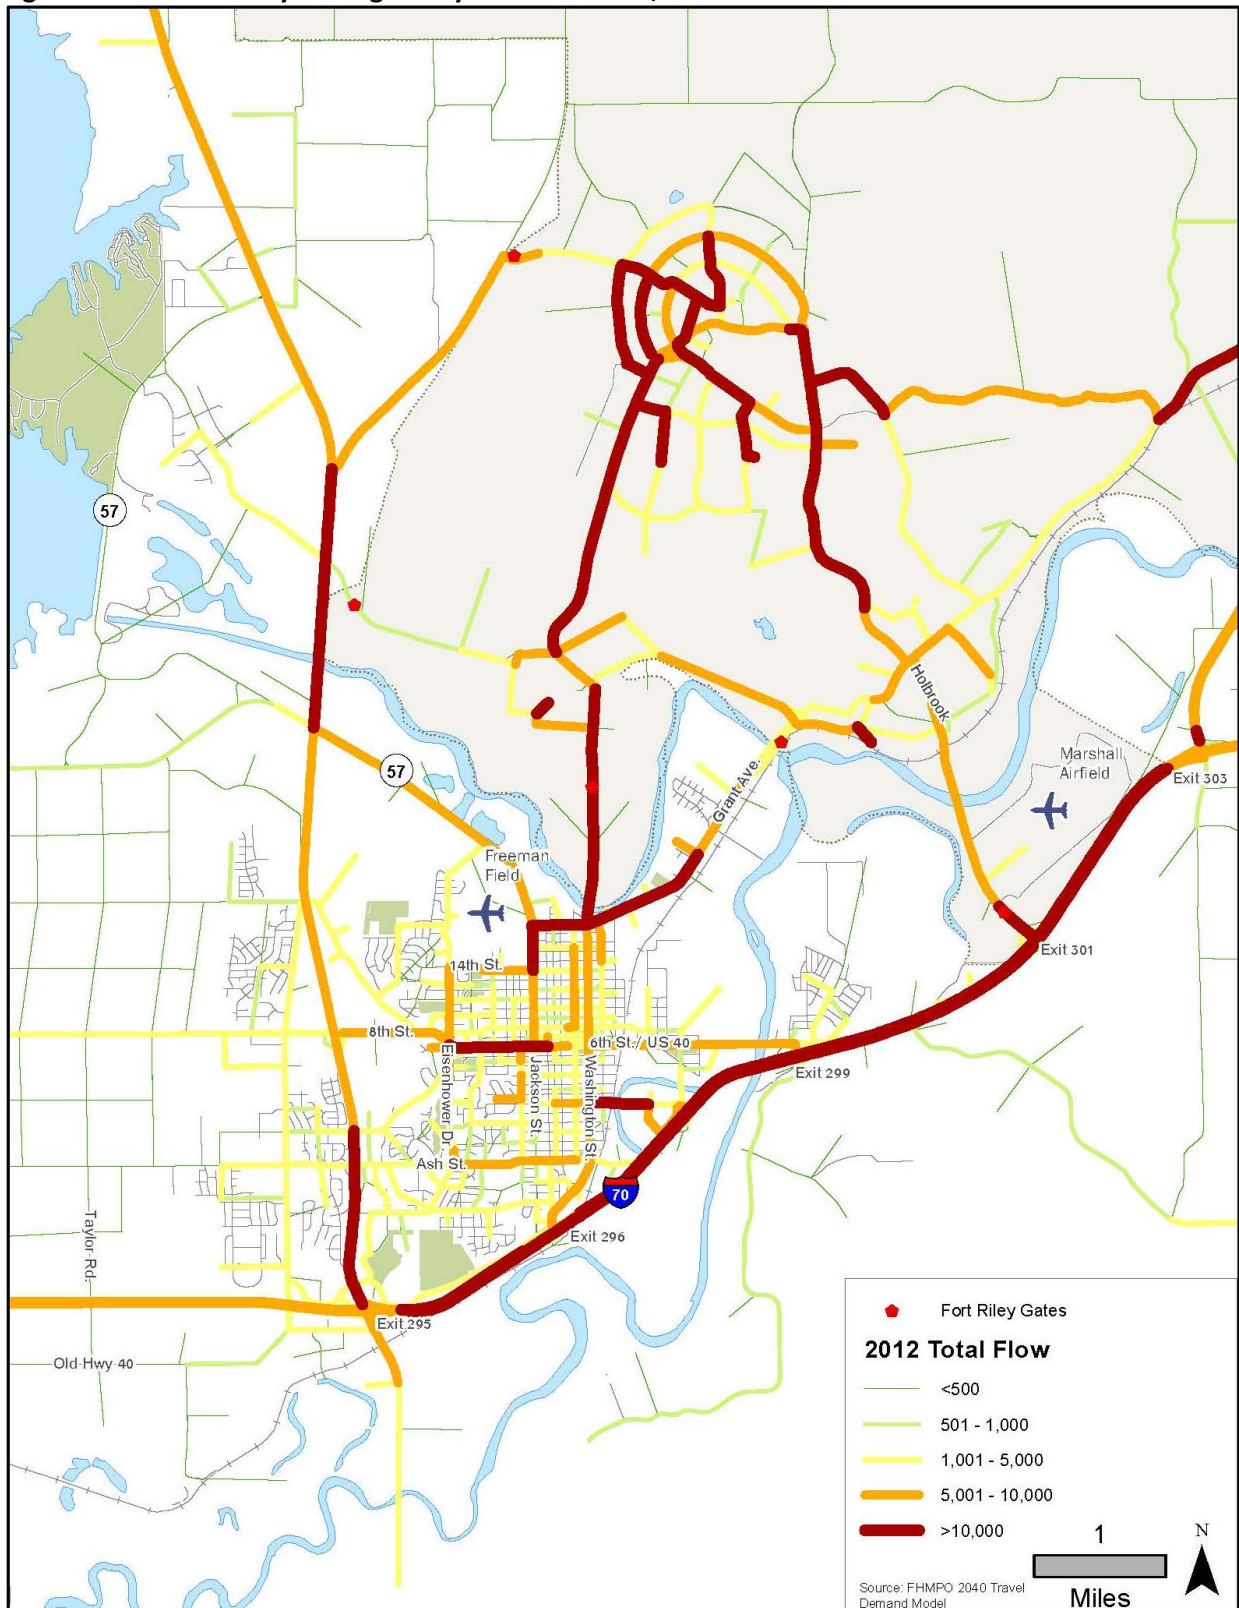 57
57
Holbrook
Marshall
Airfield
Exit 303
Grant Ave.
Freeman
Field
Exit 301
14th St.
8th St.
6th St./ US 40
Exit 299
Eisenhower Dr.
Jackson St.
Washington St.
Ash St.
70
Exit 296
Taylor Rd.
Exit 295
Old Hwy 40
Fort Riley Gates
2012 Total Flow
<500
501 - 1,000
1,001 - 5,000
5,001 - 10,000
>10,000
1
Miles
N
Source: FHMPO 2040 Travel
Demand Model